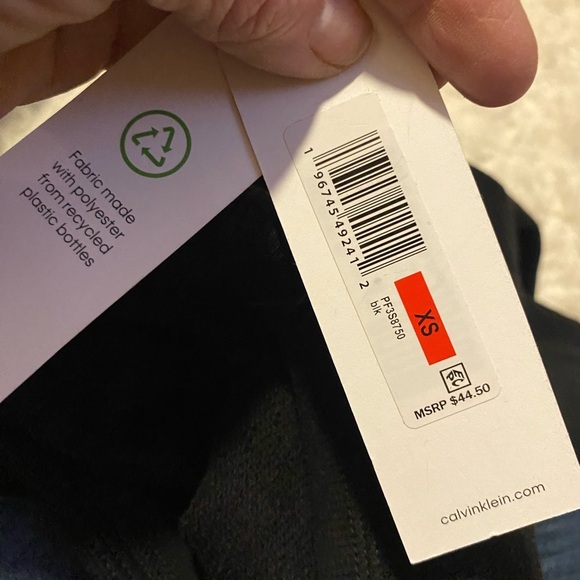 Fabric made
with polyester
from recycled
plastic bottles
1 96745 49241 2
PF3S8750
blk
XS
MSRP $44.50
calvinklein.com